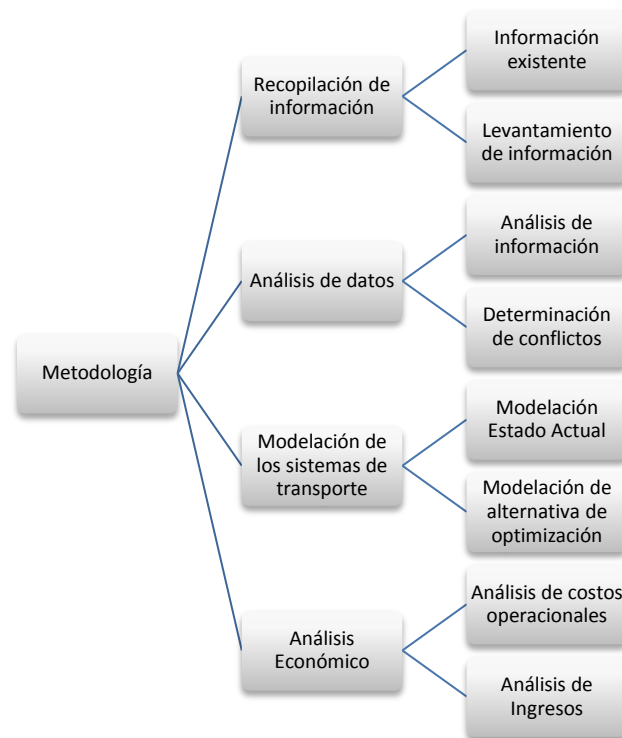 Metodología
Recopilación de
información
Información
existente
Levantamiento
de información
Análisis de datos
Análisis de
información
Determinación
de conflictos
Modelación de
los sistemas de
transporte
Modelación
Estado Actual
Modelación de
alternativa de
optimización
Análisis
Económico
Análisis de costos
operacionales
Análisis de
Ingresos